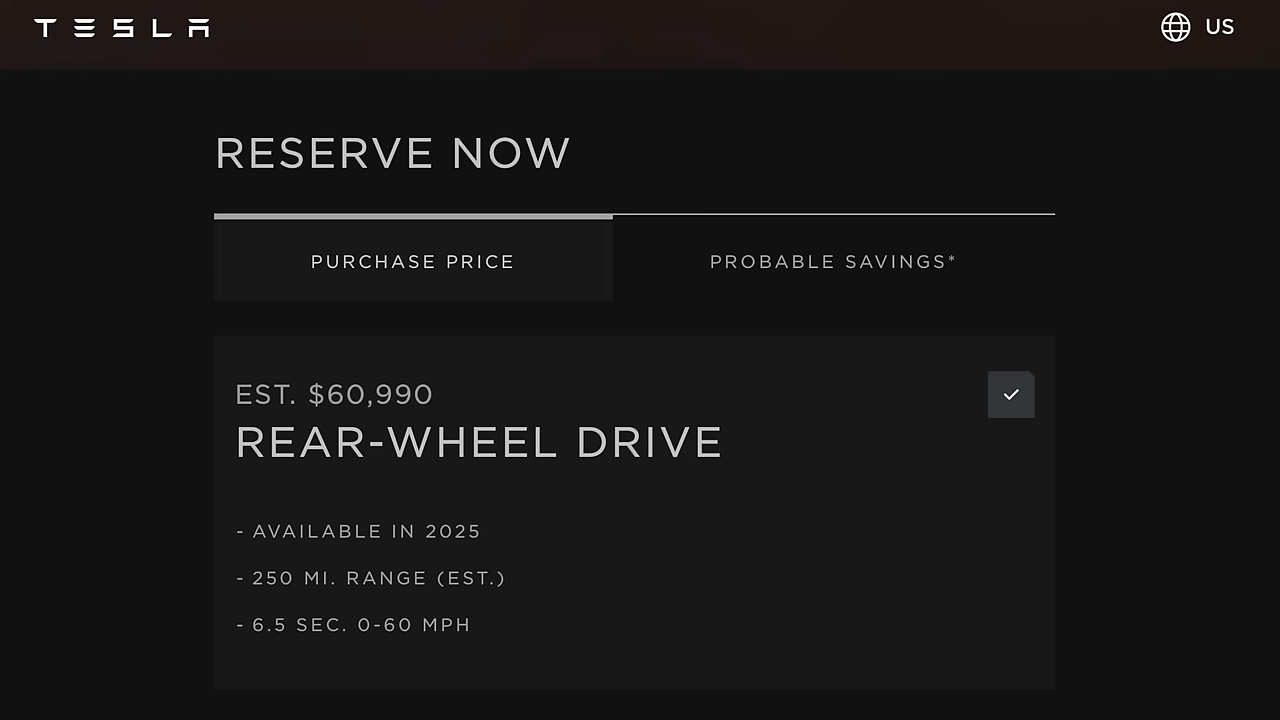 TESLA
US
RESERVE NOW
PURCHASE PRICE
PROBABLE SAVINGS*
EST. $60,990
REAR-WHEEL DRIVE
- AVAILABLE IN 2025
- 250 MI. RANGE (EST.)
- 6.5 SEC. 0-60 MPH